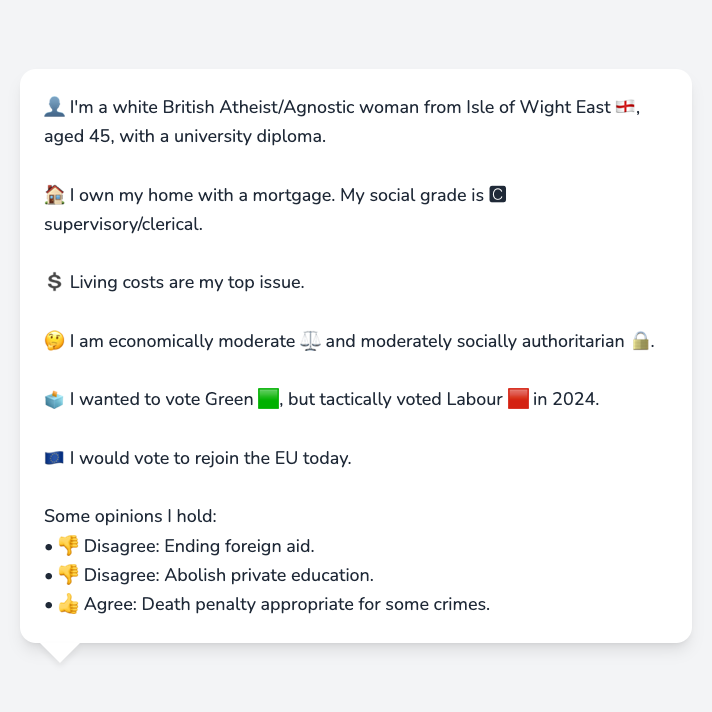 👤 I'm a white British Atheist/Agnostic woman from Isle of Wight East 🏴󠁧󠁢󠁥󠁮󠁧󠁿,
aged 45, with a university diploma.
🏠 I own my home with a mortgage. My social grade is 🅲
supervisory/clerical.
💲 Living costs are my top issue.
🤔 I am economically moderate ⚖️ and moderately socially authoritarian 🔒.
🗳️ I wanted to vote Green 🟩, but tactically voted Labour 🟥 in 2024.
🇪🇺 I would vote to rejoin the EU today.
Some opinions I hold:
• 👎 Disagree: Ending foreign aid.
• 👎 Disagree: Abolish private education.
• 👍 Agree: Death penalty appropriate for some crimes.